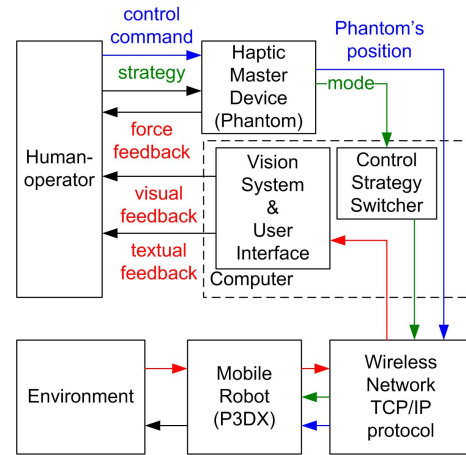 control
command
strategy
force
feedback
visual
feedback
textual
feedback
Human-
operator
Haptic
Master
Device
(Phantom)
Phantom's
position
mode
Vision
System
&
User
Interface
Control
Strategy
Switcher
Computer
Environment
Mobile
Robot
(P3DX)
Wireless
Network
TCP/IP
protocol